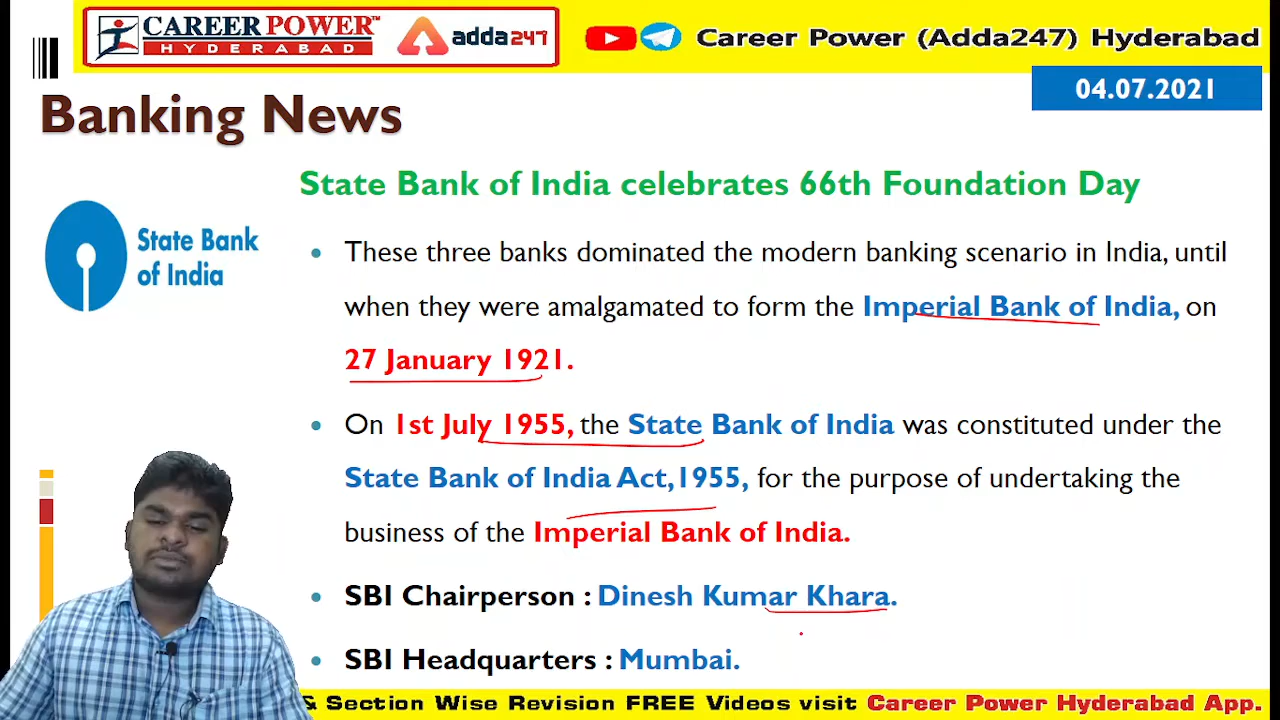 CAREER POWER™
HYDERABAD
adda247
Career Power (Adda247) Hyderabad
04.07.2021
Banking News
State Bank of India celebrates 66th Foundation Day
State Bank
of India
• These three banks dominated the modern banking scenario in India, until
when they were amalgamated to form the Imperial Bank of India, on
27 January 1921.
• On 1st July 1955, the State Bank of India was constituted under the
State Bank of India Act,1955, for the purpose of undertaking the
business of the Imperial Bank of India.
• SBI Chairperson : Dinesh Kumar Khara.
• SBI Headquarters : Mumbai.
& Section Wise Revision FREE Videos visit Career Power Hyderabad App.